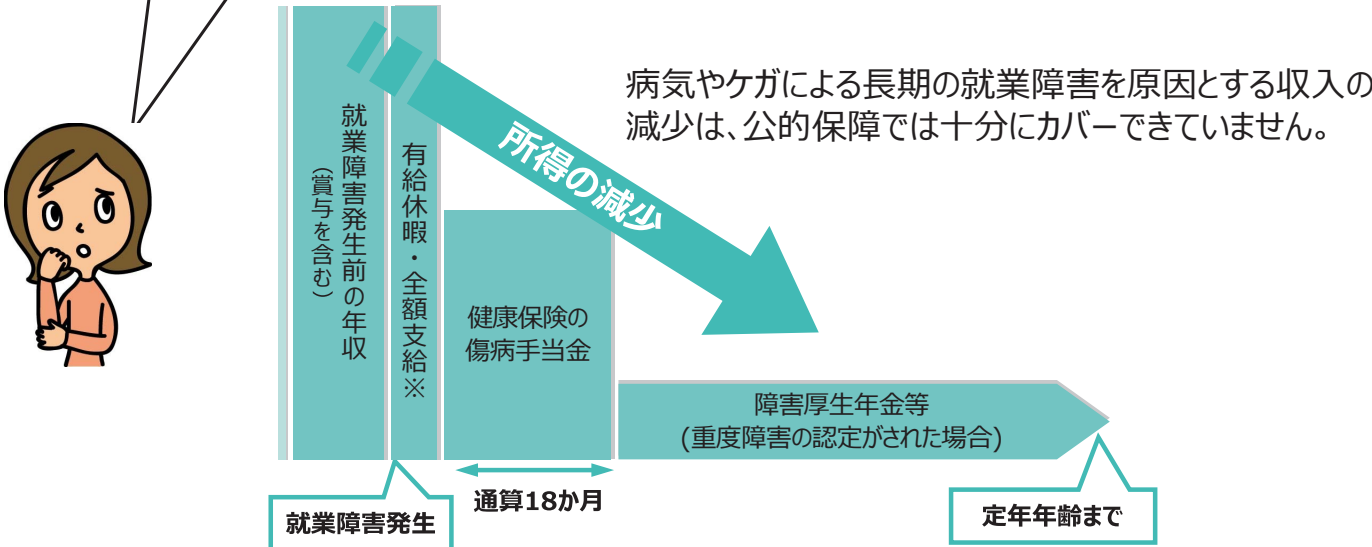 病気やケガによる長期の就業障害を原因とする収入の
減少は、公的保障では十分にカバーできていません。
所得の減少
就業障害発生前の年収
(賞与を含む)
有給休暇・全額支給※
健康保険の
傷病手当金
障害厚生年金等
(重度障害の認定がされた場合)
通算18か月
就業障害発生
定年年齢まで